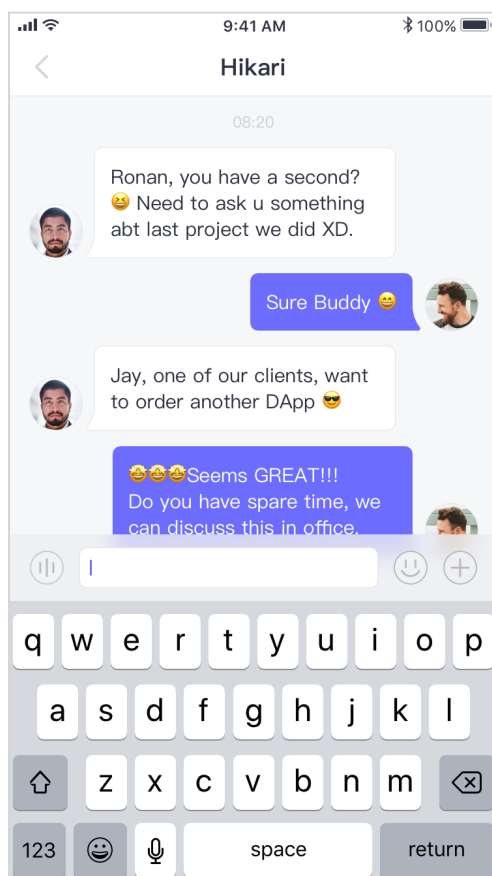 9:41 AM 100%
Hikari
08:20
Ronan, you have a second?
😆 Need to ask u something
abt last project we did XD.
Sure Buddy 😄
Jay, one of our clients, want
to order another DApp 😎
🤩🤩🤩Seems GREAT!!!
Do you have spare time, we
can discuss this in office.
q w e r t y u i o p
a s d f g h j k l
z x c v b n m
123 space return